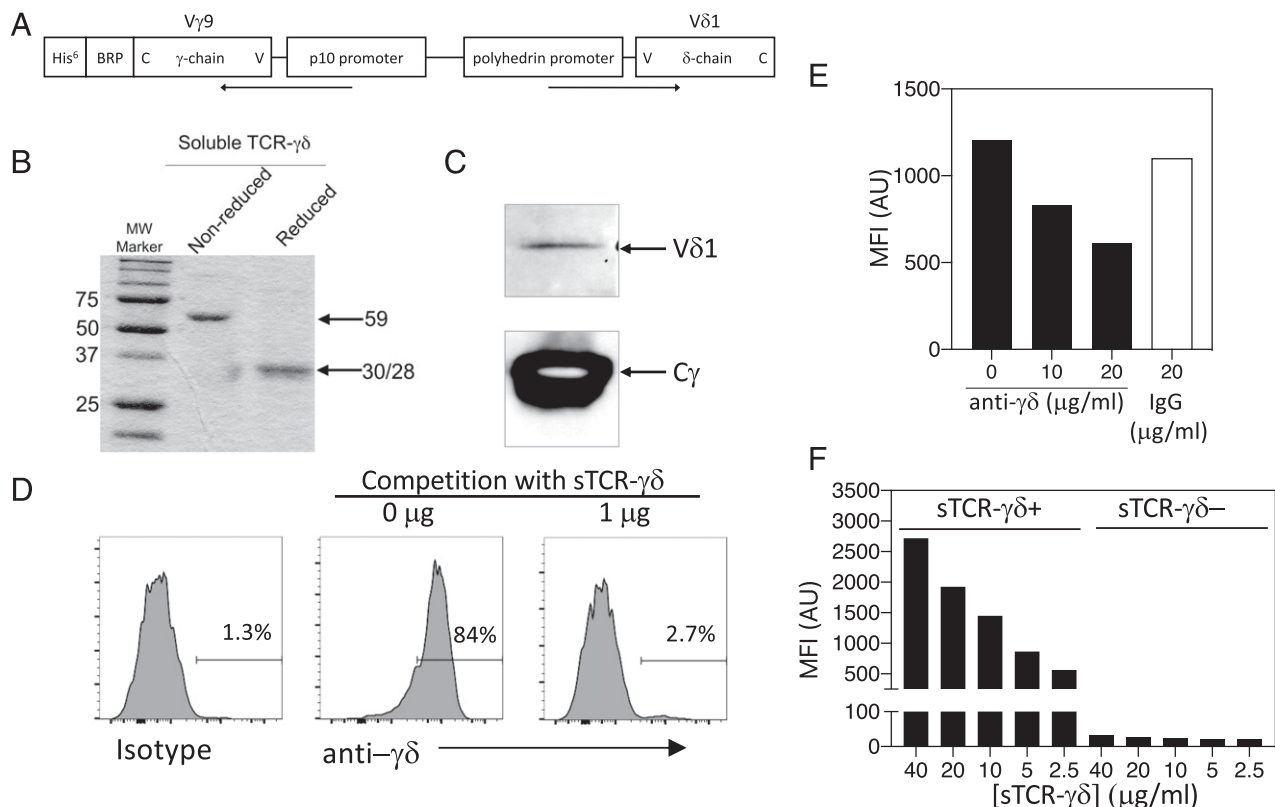 A
Vγ9
Vδ1
His⁶ BRP C γ-chain V p10 promoter polyhedrin promoter V δ-chain C
B
Soluble TCR-γδ
Non-reduced
Reduced
MW
Marker
75
50
37
25
59
30/28
C
Vδ1
Cγ
D
Competition with sTCR-γδ
0 μg 1 μg
1.3%
84%
2.7%
Isotype
anti–γδ
E
MFI (AU)
1500
1000
500
0
0 10 20 20
anti-γδ (μg/ml) IgG
(μg/ml)
F
MFI (AU)
3500
3000
2500
2000
1500
1000
500
100
0
sTCR-γδ+ sTCR-γδ–
40 20 10 5 2.5 40 20 10 5 2.5
[sTCR-γδ] (μg/ml)